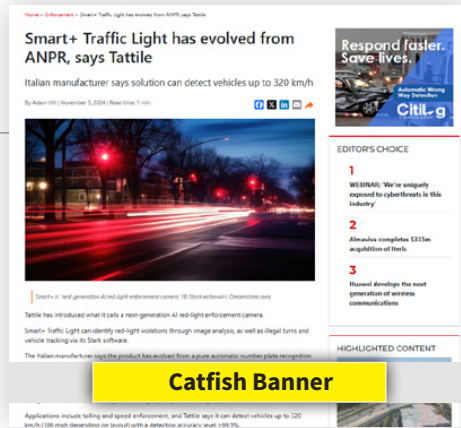 Home – Enforcement – Smart+ Traffic Light has evolved from ANPR, says Tattile
Smart+ Traffic Light has evolved from
ANPR, says Tattile
Italian manufacturer says solution can detect vehicles up to 320 km/h
By Adam Hill | November 5, 2024 | Read time: 1 min
Smart+ is 'next-generation AI red-light enforcement camera' (© Stockvectorwin | Dreamstime.com)
Tattile has introduced what it calls a next-generation AI red-light enforcement camera.
Smart+ Traffic Light can identify red-light violations through image analysis, as well as illegal turns and
vehicle tracking via its Stark software.
The Italian manufacturer says the product has evolved from a pure automatic number plate recognition
Catfish Banner
Applications include tolling and speed enforcement, and Tattile says it can detect vehicles up to 320
km/h (198 mph depending on layout) with a detection accuracy level >99.5%.
Respond faster.
Save lives.
Automatic Wrong
Way Detection
Citilog
EDITOR'S CHOICE
1
WEBINAR: 'We're uniquely
exposed to cyberthreats in this
industry'
2
Almaviva completes $335m
acquisition of Iteris
3
Huawei develops the next
generation of wireless
communications
HIGHLIGHTED CONTENT